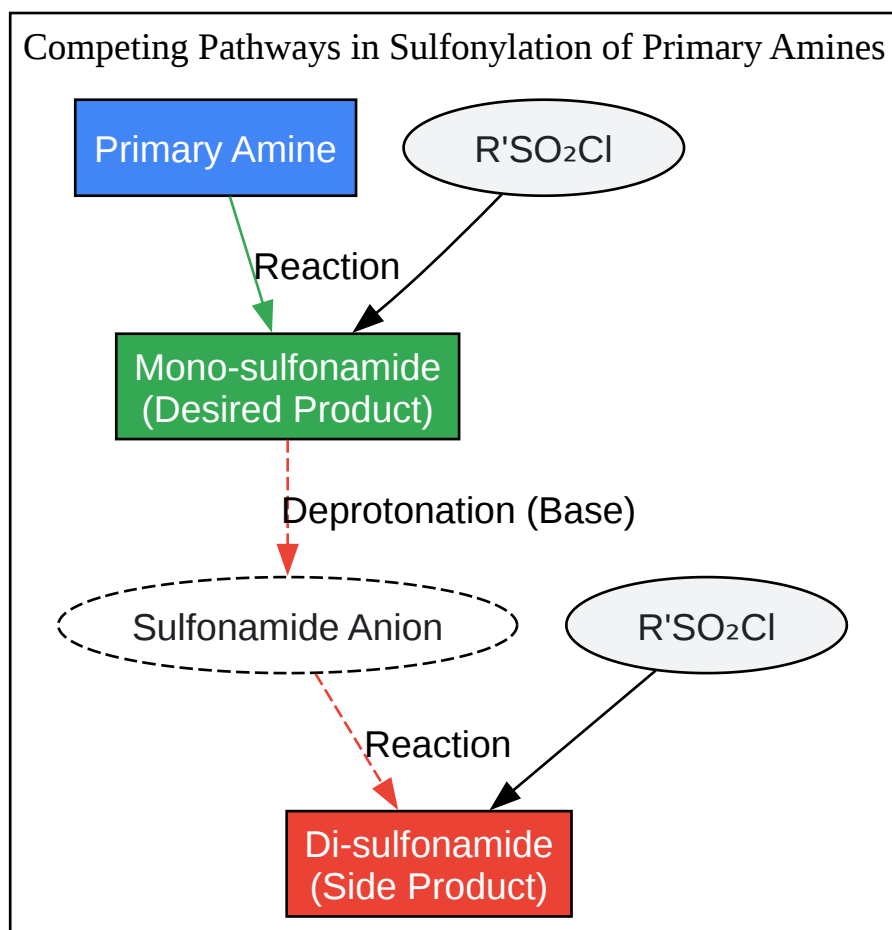 Competing Pathways in Sulfonylation of Primary Amines
Primary Amine
R'SO₂Cl
Reaction
Mono-sulfonamide
(Desired Product)
Deprotonation (Base)
Sulfonamide Anion
R'SO₂Cl
Reaction
Di-sulfonamide
(Side Product)